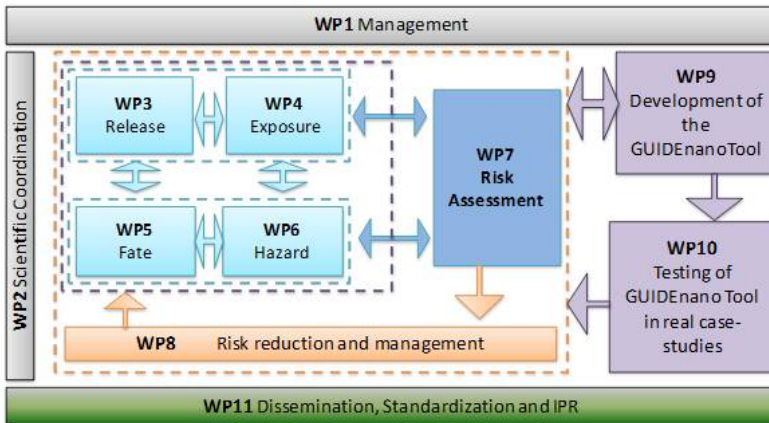 WP1 Management
WP2 Scientific Coordination
WP3
Release
WP4
Exposure
WP5
Fate
WP6
Hazard
WP7
Risk
Assessment
WP8 Risk reduction and management
WP9
Development of
the
GUIDEnanoTool
WP10
Testing of
GUIDEnano Tool
in real case-
studies
WP11 Dissemination, Standardization and IPR